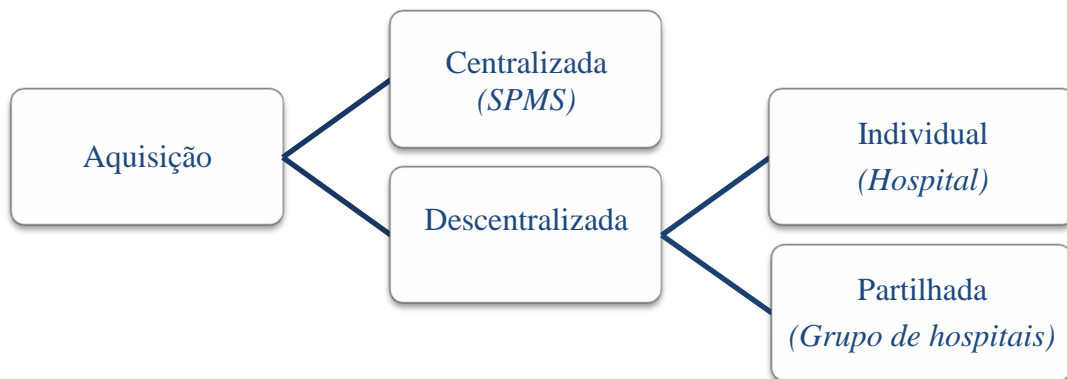 Aquisição
Centralizada
(SPMS)
Descentralizada
Individual
(Hospital)
Partilhada
(Grupo de hospitais)